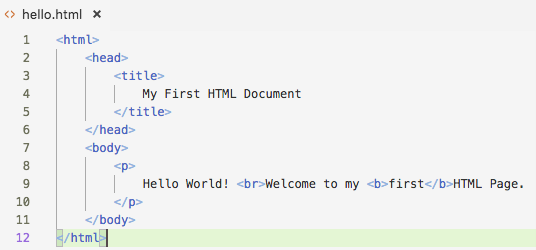 hello.html
1 <html>
2 <head>
3 <title>
4 My First HTML Document
5 </title>
6 </head>
7 <body>
8 <p>
9 Hello World! <br>Welcome to my <b>first</b>HTML Page.
10 </p>
11 </body>
12 </html>